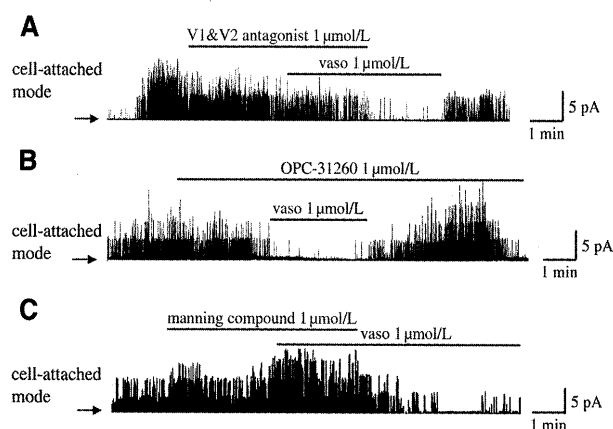 A
V1&V2 antagonist 1 μmol/L
vaso 1 μmol/L
cell-attached
mode
5 pA
1 min
B
OPC-31260 1 μmol/L
vaso 1 μmol/L
cell-attached
mode
5 pA
1 min
C
manning compound 1 μmol/L
vaso 1 μmol/L
cell-attached
mode
5 pA
1 min